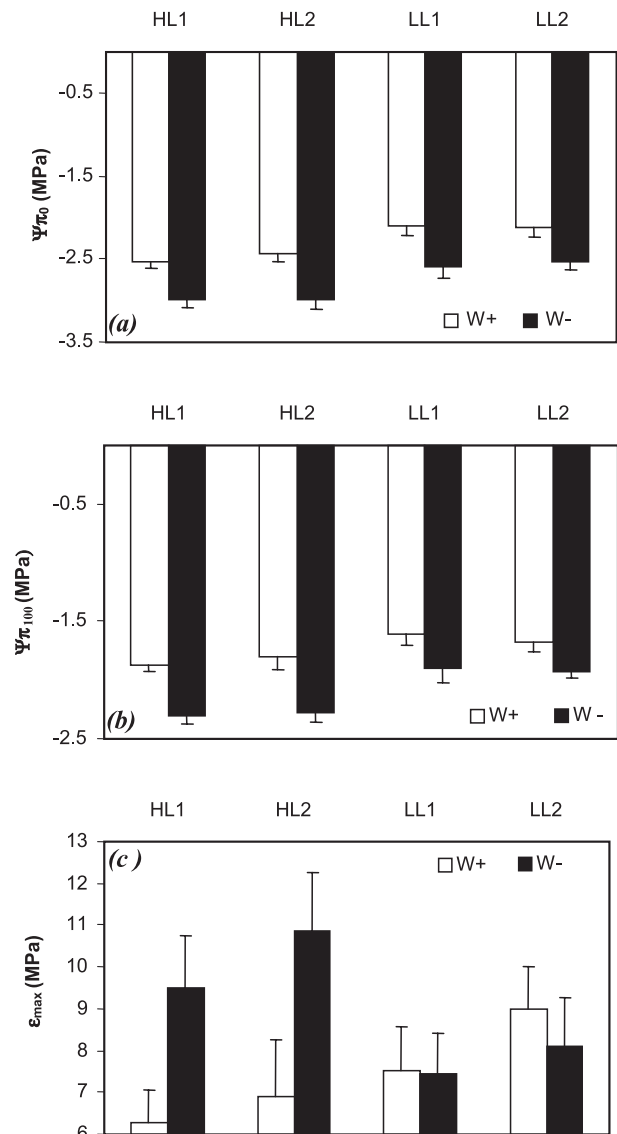 HL1 HL2 LL1 LL2
-0.5
-1.5
-2.5
-3.5
Ψπ0 (MPa)
(a)
W+ W-
HL1 HL2 LL1 LL2
-0.5
-1.5
-2.5
Ψπ100 (MPa)
(b)
W+ W -
HL1 HL2 LL1 LL2
13
12
11
10
9
8
7
6
εmax (MPa)
(c )
W+ W-